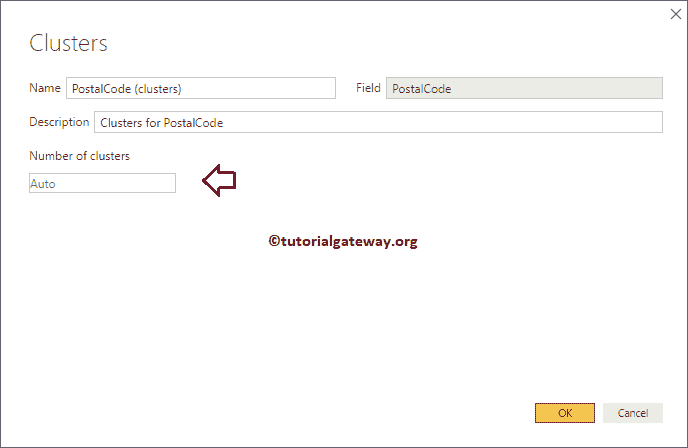 Clusters
Name PostalCode (clusters) Field PostalCode
Description Clusters for PostalCode
Number of clusters
Auto
©tutorialgateway.org
OK Cancel